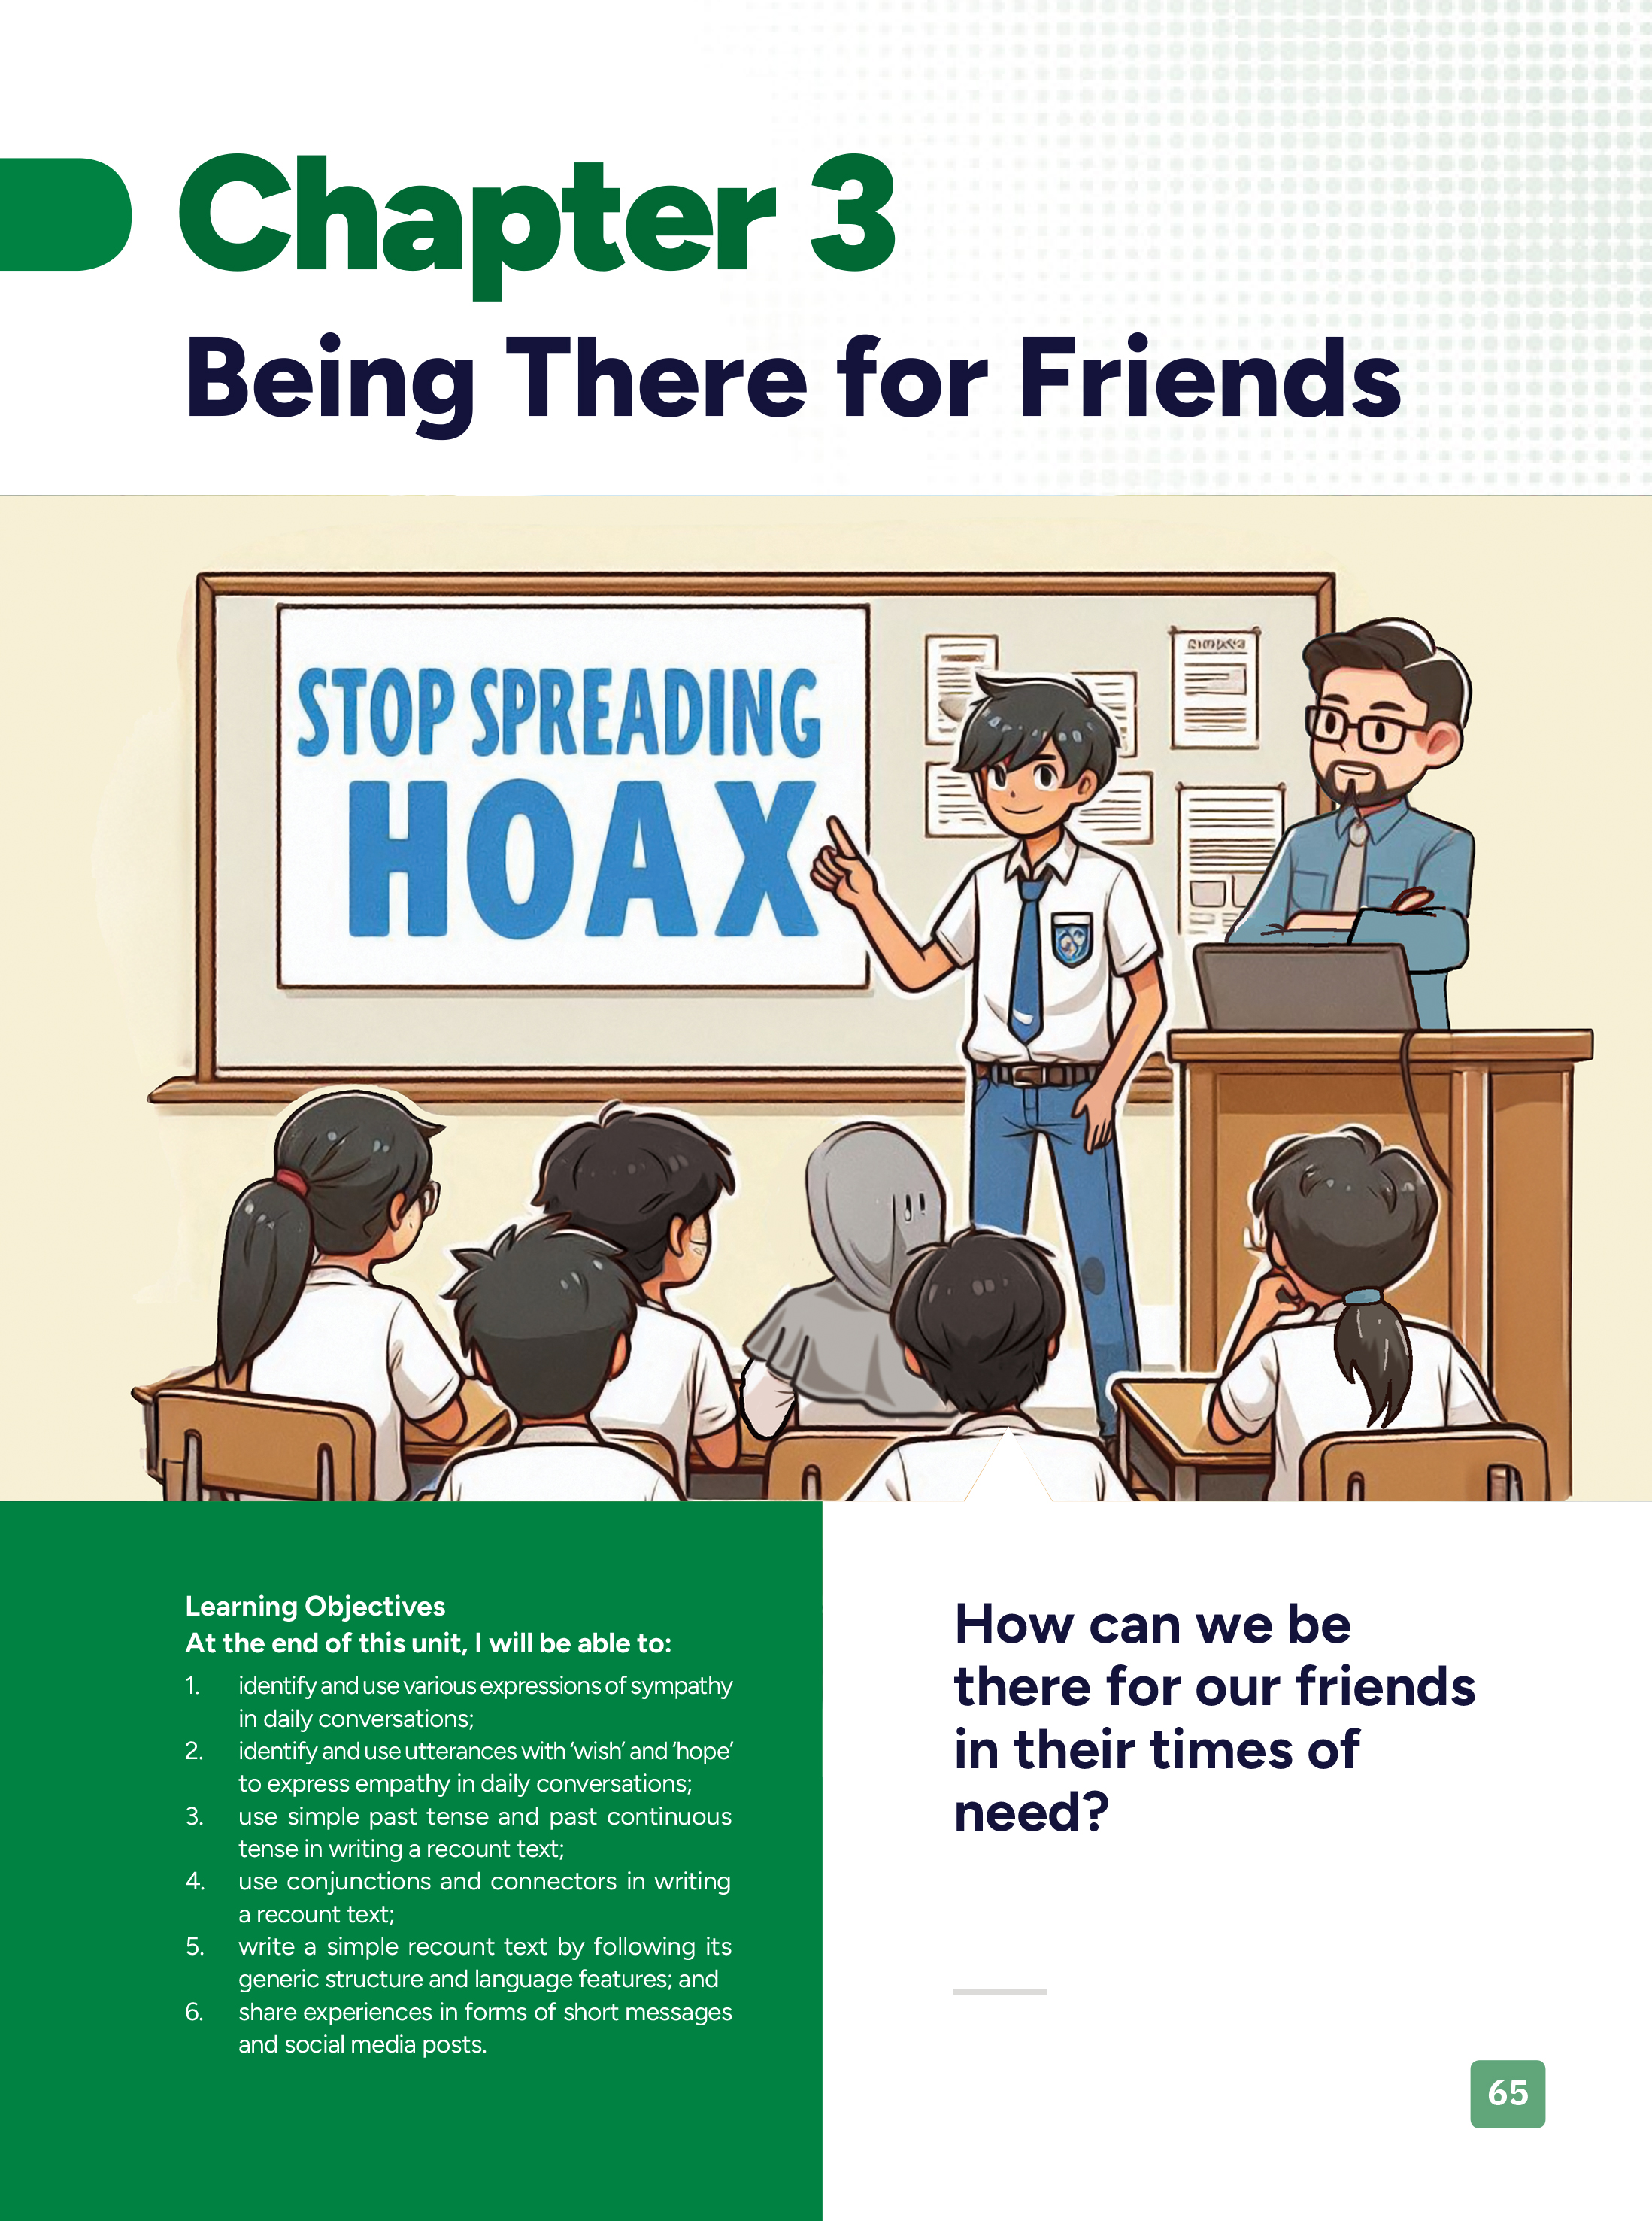 Chapter 3
Being There for Friends
STOP SPREADING
HOAX
Learning Objectives
At the end of this unit, I will be able to:
1. identify and use various expressions of sympathy
in daily conversations;
2. identify and use utterances with ‘wish’ and ‘hope’
to express empathy in daily conversations;
3. use simple past tense and past continuous
tense in writing a recount text;
4. use conjunctions and connectors in writing
a recount text;
5. write a simple recount text by following its
generic structure and language features; and
6. share experiences in forms of short messages
and social media posts.
How can we be
there for our friends
in their times of
need?
65